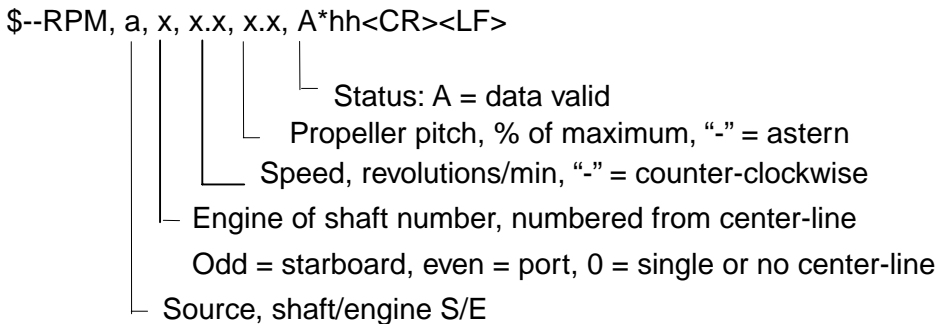 $--RPM, a, x, x.x, x.x, A*hh<CR><LF>
Status: A = data valid
Propeller pitch, % of maximum, “-” = astern
Speed, revolutions/min, “-” = counter-clockwise
Engine of shaft number, numbered from center-line
Odd = starboard, even = port, 0 = single or no center-line
Source, shaft/engine S/E